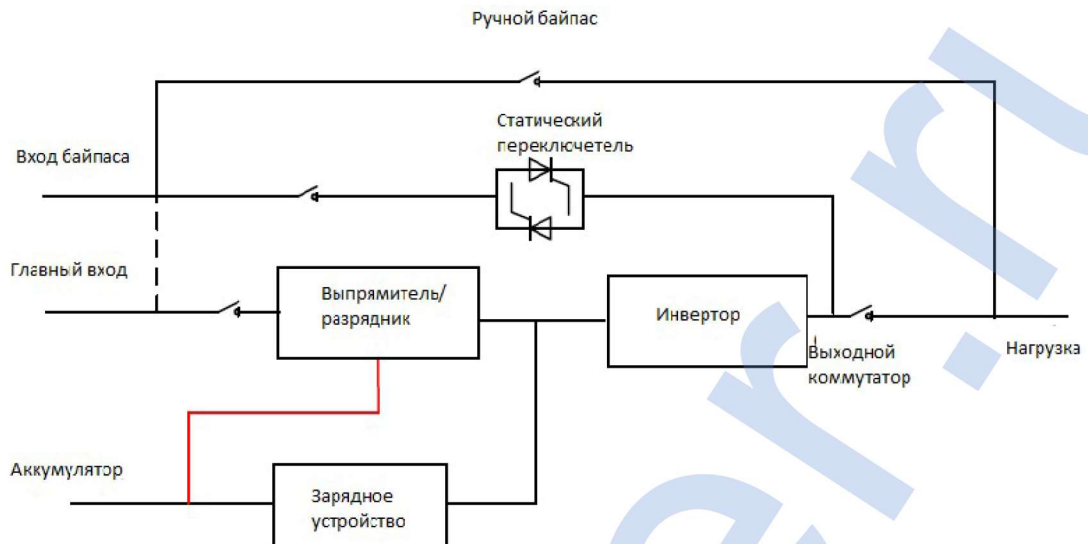 Ручной байпас
Статический
переключетель
Вход байпаса
Главный вход
Выпрямитель/
разрядник
Инвертор
Выходной
коммутатор
Нагрузка
Аккумулятор
Зарядное
устройство